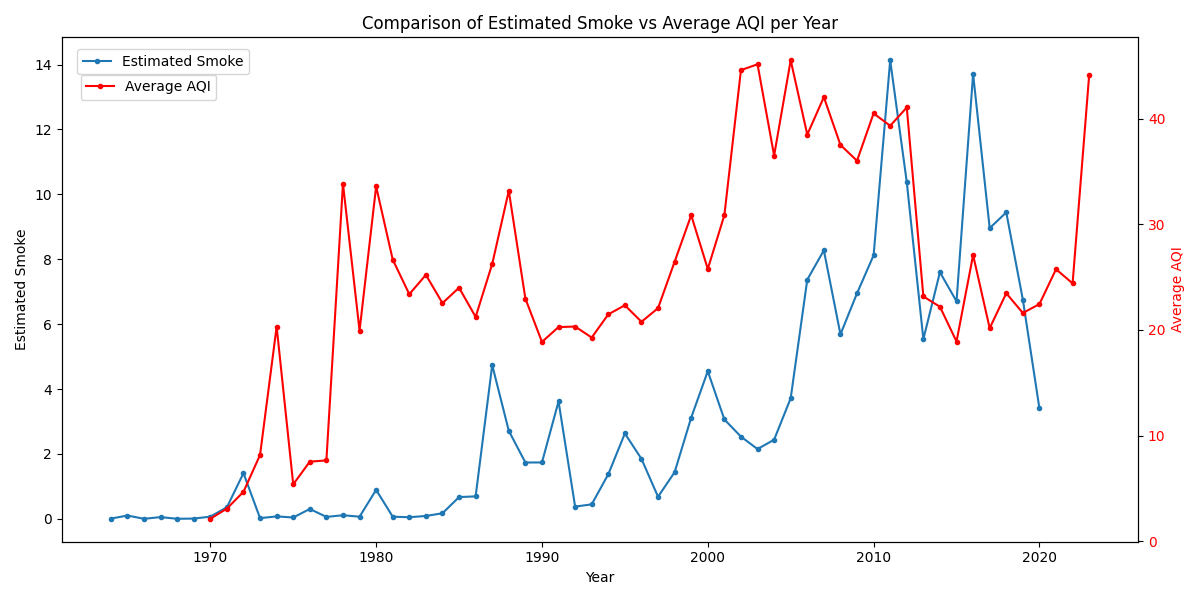 Comparison of Estimated Smoke vs Average AQI per Year
Estimated Smoke
Average AQI
Estimated Smoke
14
12
10
8
6
4
2
0
40
30
20
10
0
Average AQI
1970 1980 1990 2000 2010 2020
Year